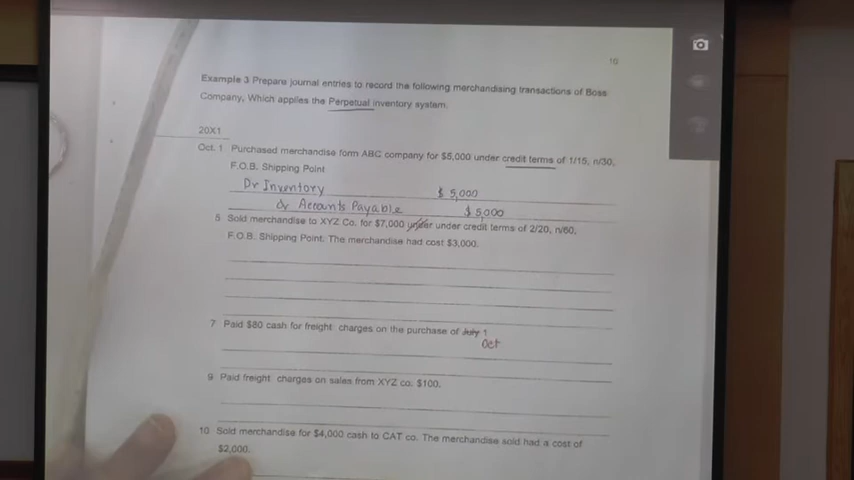 16
Example 3 Prepare journal entries to record the following merchandising transactions of Boss
Company, Which applies the Perpetual inventory system.
20X1
Oct. 1 Purchased merchandise form ABC company for $5,000 under credit terms of 1/15, n/30,
F.O.B. Shipping Point
Dr Inventory $ 5,000
Cr Accounts Payable $ 5,000
5 Sold merchandise to XYZ Co. for $7,000 under under credit terms of 2/20, n/60,
F.O.B. Shipping Point. The merchandise had cost $3,000.
7 Paid $80 cash for freight charges on the purchase of July 1
Oct
9 Paid freight charges on sales from XYZ co. $100.
10 Sold merchandise for $4,000 cash to CAT co. The merchandise sold had a cost of
$2,000.